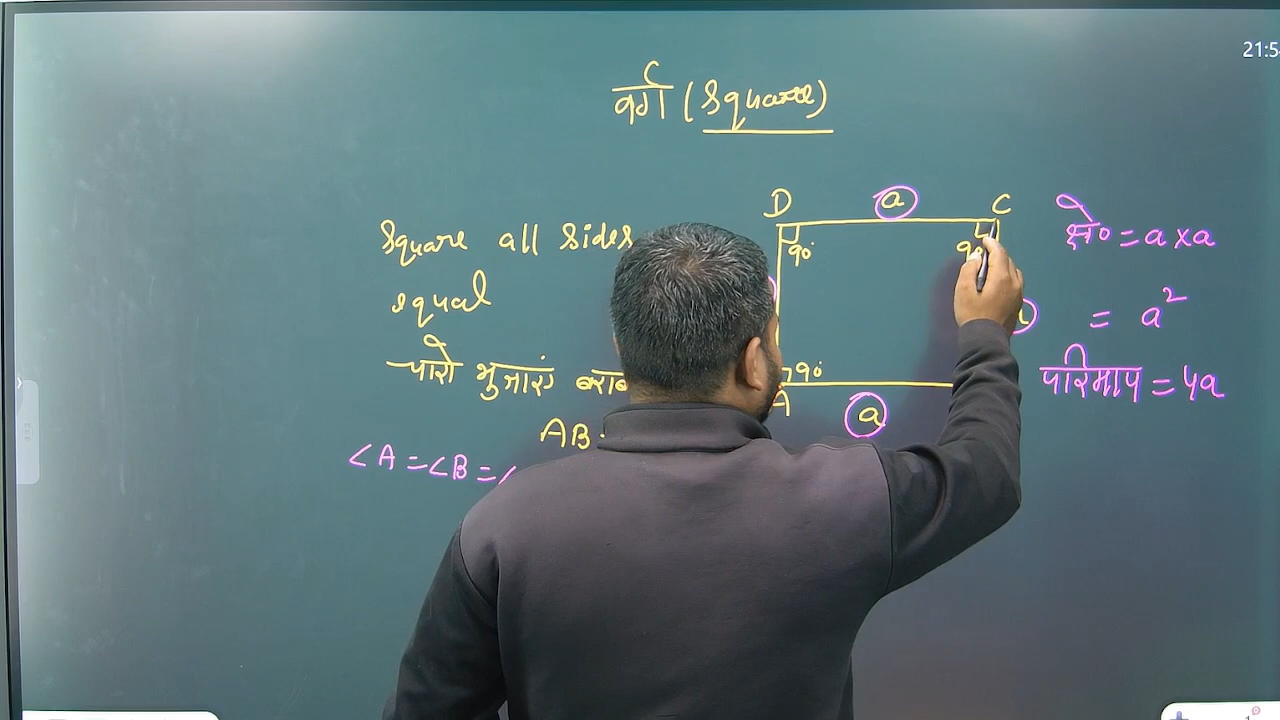 21:5
वर्ग (Square)
D a C
Square all sides
equal
90°
90
क्षे० = a x a
= a²
चारो भुजाएं
90°
A a
परिमाप = 4a
AB
∠A = ∠B = ∠